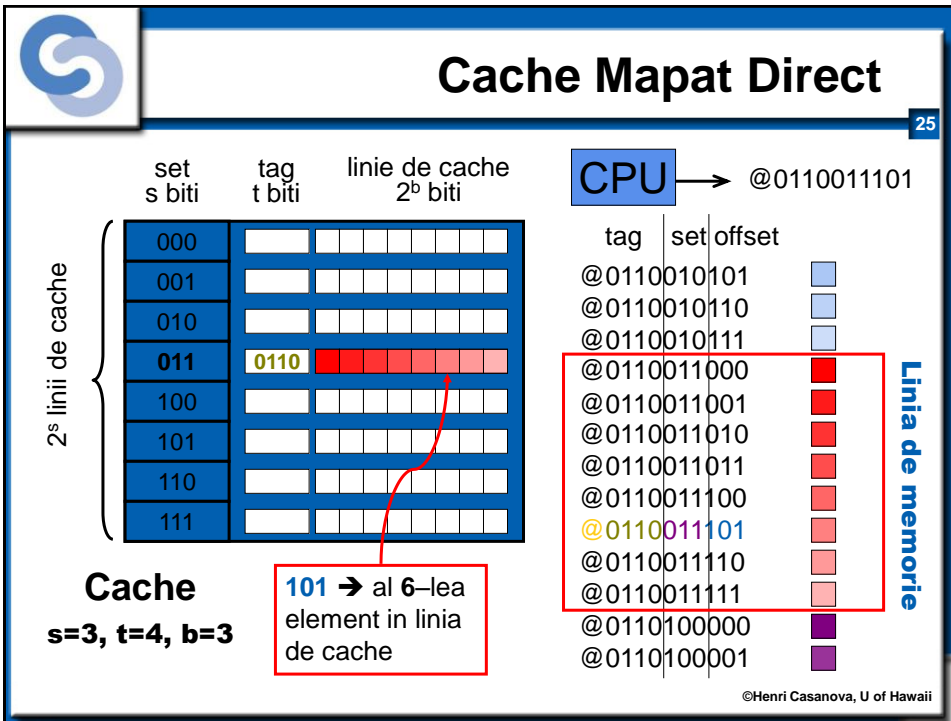 Cache Mapat Direct
25
set
s biti
tag
t biti
linie de cache
2ᵇ biti
2ˢ linii de cache
000
001
010
011 0110
100
101
110
111
Cache
s=3, t=4, b=3
101 ➔ al 6–lea
element in linia
de cache
CPU @0110011101
tag set offset
@0110010101
@0110010110
@0110010111
@0110011000
@0110011001
@0110011010
@0110011011
@0110011100
@0110011101
@0110011110
@0110011111
@0110100000
@0110100001
Linia de memorie
©Henri Casanova, U of Hawaii